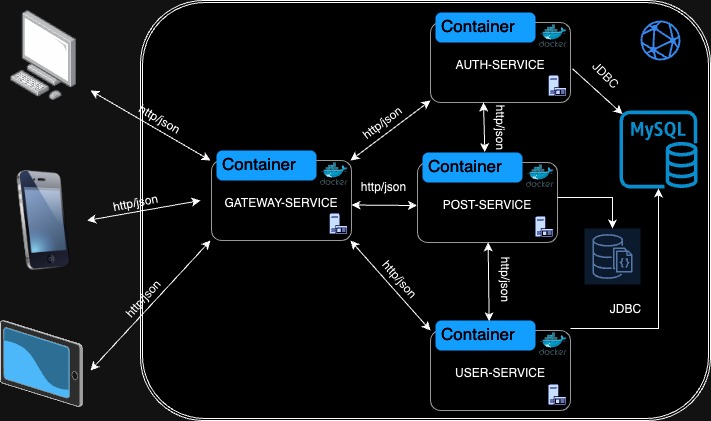 Container
docker
AUTH-SERVICE
JDBC
http/json
http/json
http/json
MySQL
Container
docker
GATEWAY-SERVICE
http/json
http/json
Container
docker
POST-SERVICE
{}
http/json
http/json
http/json
JDBC
Container
docker
USER-SERVICE